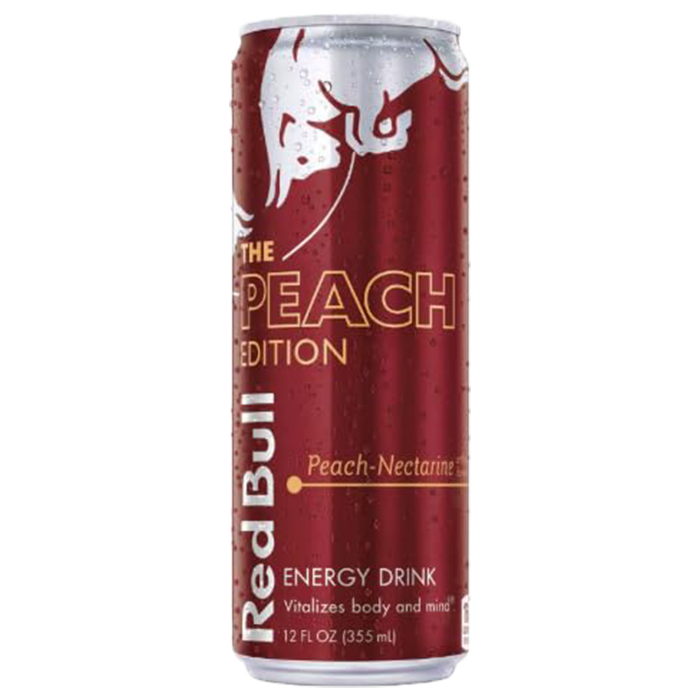 THE
PEACH
EDITION
Red Bull
Peach-Nectarine
ENERGY DRINK
Vitalizes body and mind®
12 FL OZ (355 mL)